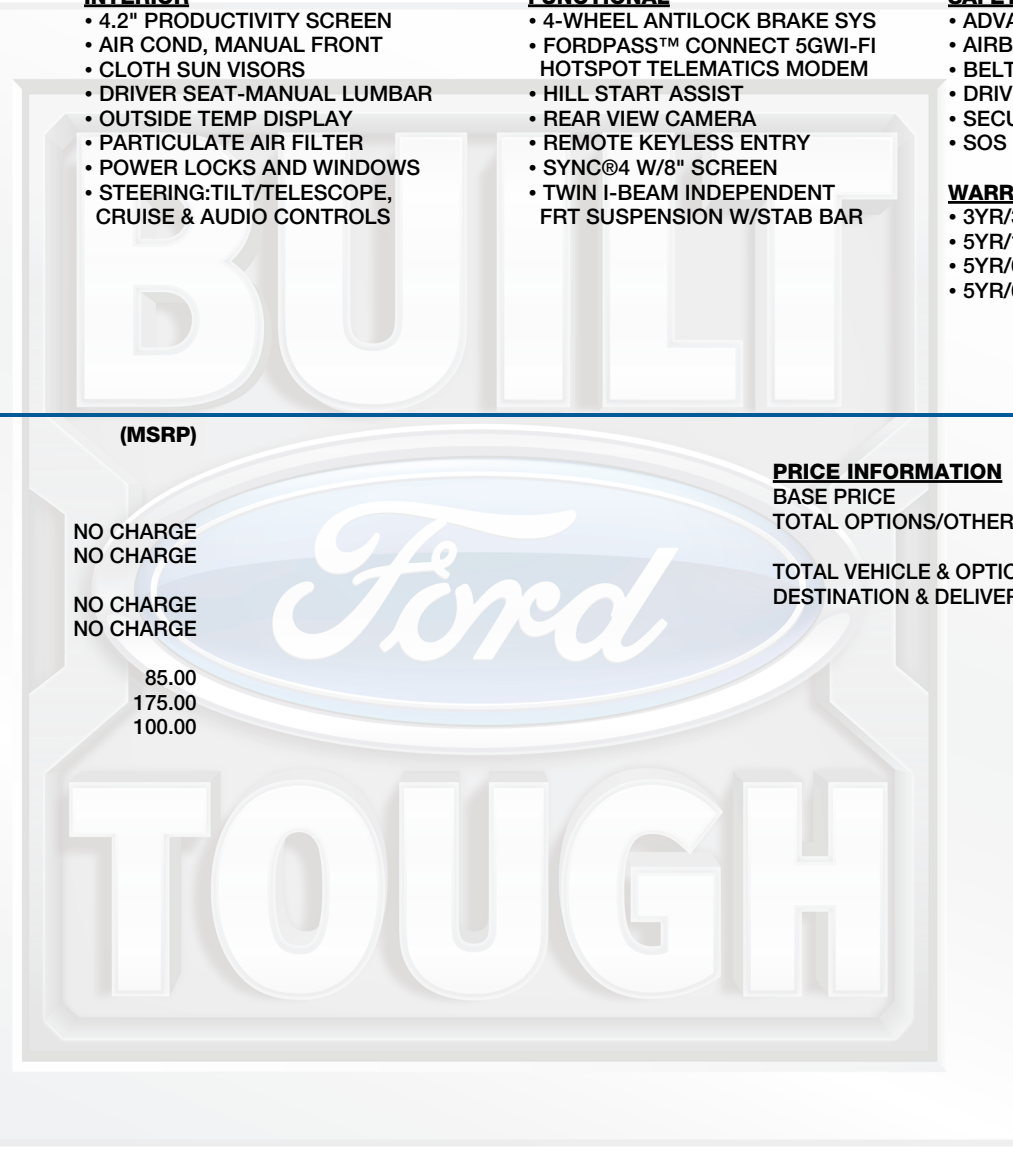 INTERIOR
• 4.2" PRODUCTIVITY SCREEN
• AIR COND, MANUAL FRONT
• CLOTH SUN VISORS
• DRIVER SEAT-MANUAL LUMBAR
• OUTSIDE TEMP DISPLAY
• PARTICULATE AIR FILTER
• POWER LOCKS AND WINDOWS
• STEERING:TILT/TELESCOPE,
CRUISE & AUDIO CONTROLS
FUNCTIONAL
• 4-WHEEL ANTILOCK BRAKE SYS
• FORDPASS™ CONNECT 5GWI-FI
HOTSPOT TELEMATICS MODEM
• HILL START ASSIST
• REAR VIEW CAMERA
• REMOTE KEYLESS ENTRY
• SYNC®4 W/8" SCREEN
• TWIN I-BEAM INDEPENDENT
FRT SUSPENSION W/STAB BAR
• SOS
BUILT
Ford
TOUGH
(MSRP)
NO CHARGE
NO CHARGE
NO CHARGE
NO CHARGE
85.00
175.00
100.00
PRICE INFORMATION
BASE PRICE
TOTAL OPTIONS/OTHER
TOTAL VEHICLE &
DESTINATION &